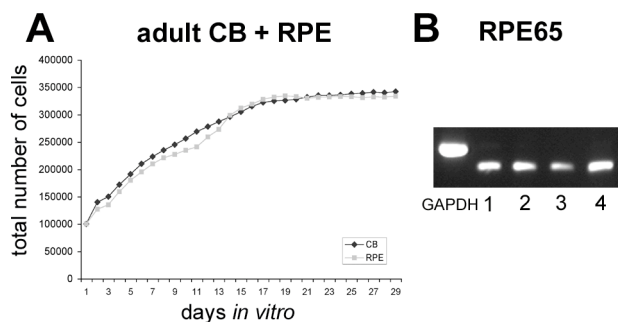 A adult CB + RPE
400000
350000
300000
250000
200000
150000
100000
50000
0
total number of cells
1 3 5 7 9 11 13 15 17 19 21 23 25 27 29
days in vitro
CB
RPE
B RPE65
GAPDH 1 2 3 4